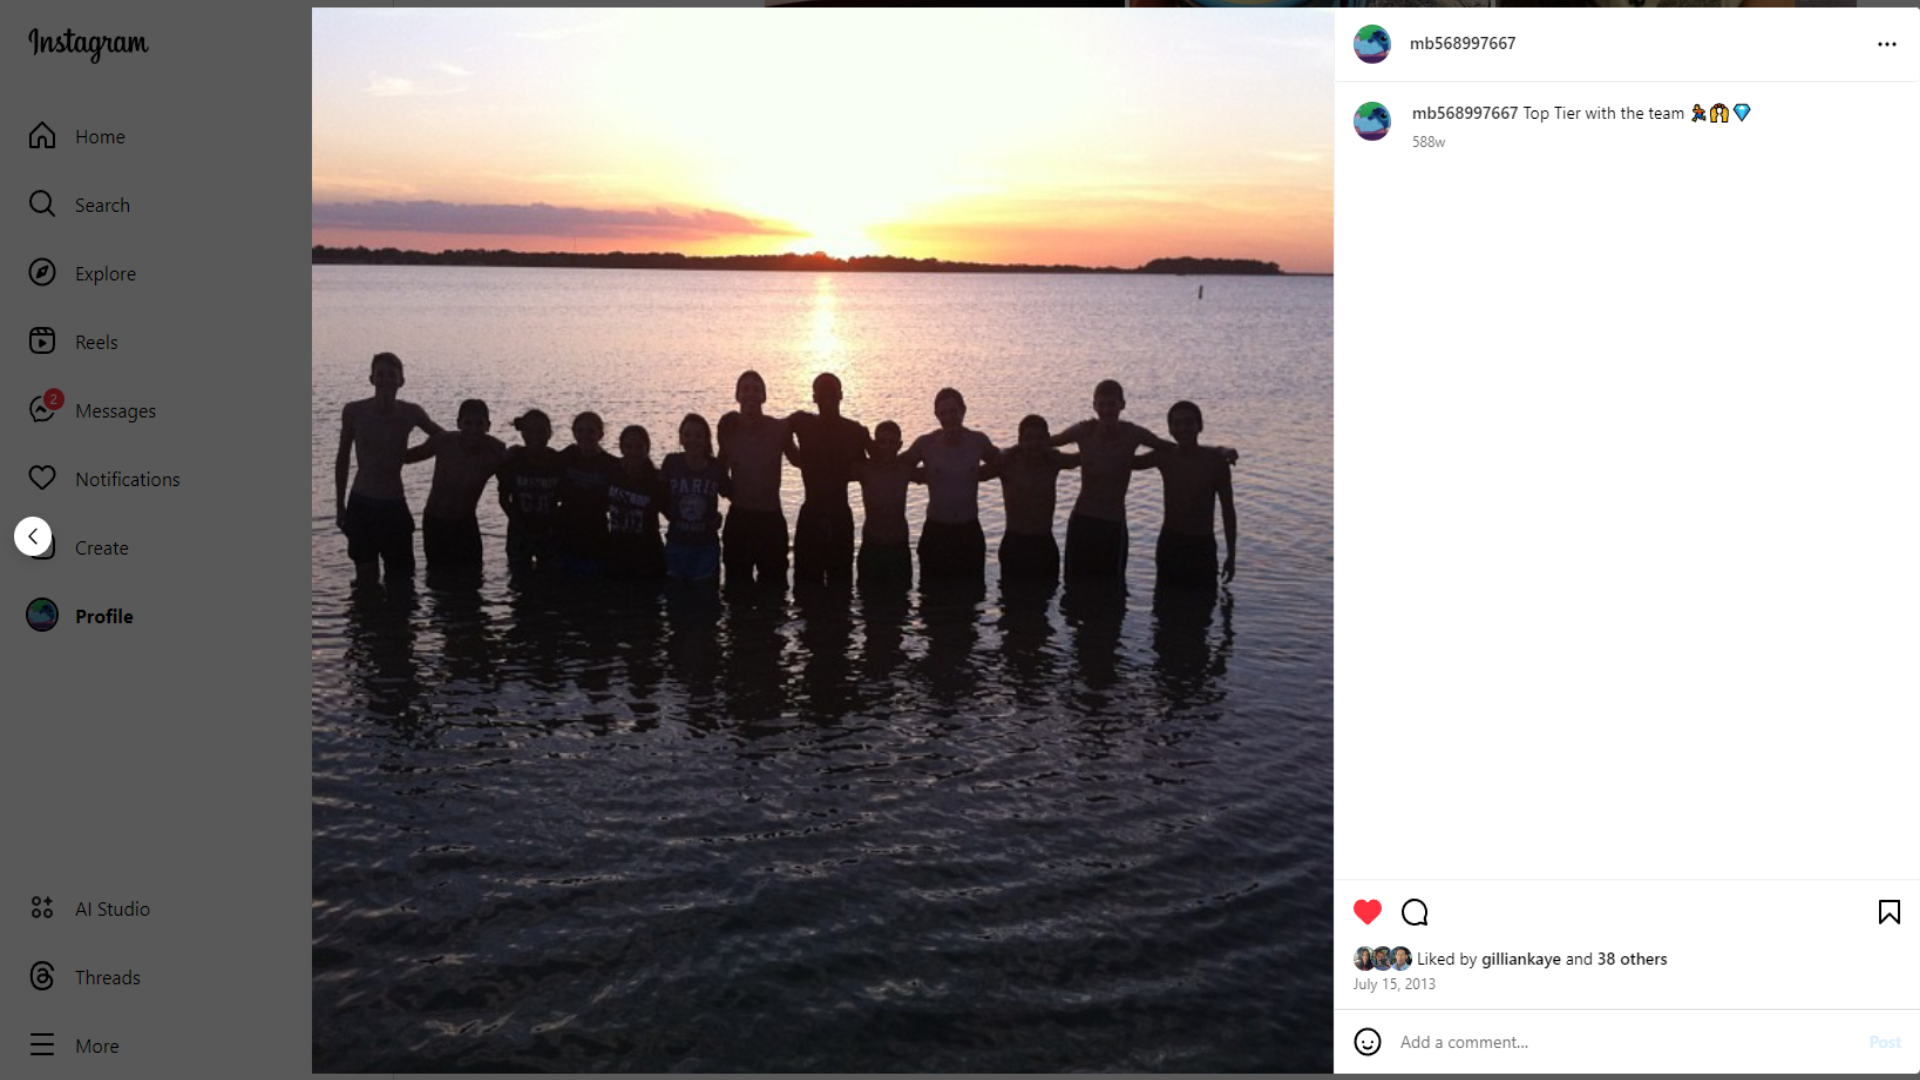 Instagram
Home
Search
Explore
Reels
2
Messages
Notifications
Create
Profile
AI Studio
Threads
More
PARIS
mb568997667
mb568997667 Top Tier with the team 🏃🙌💎
588w
Liked by gilliankaye and 38 others
July 15, 2013
Add a comment...
Post